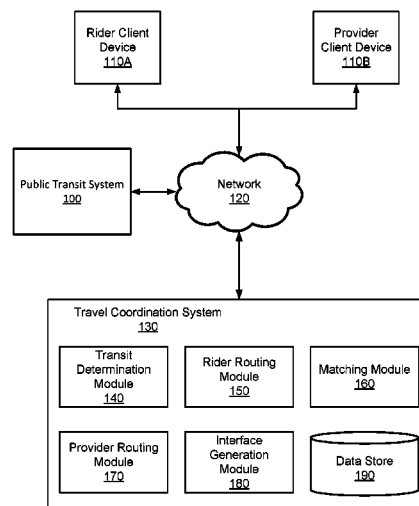 Rider Client
Device
110A
Provider
Client Device
110B
Public Transit System
100
Network
120
Travel Coordination System
130
Transit
Determination
Module
140
Rider Routing
Module
150
Matching Module
160
Provider Routing
Module
170
Interface
Generation
Module
180
Data Store
190